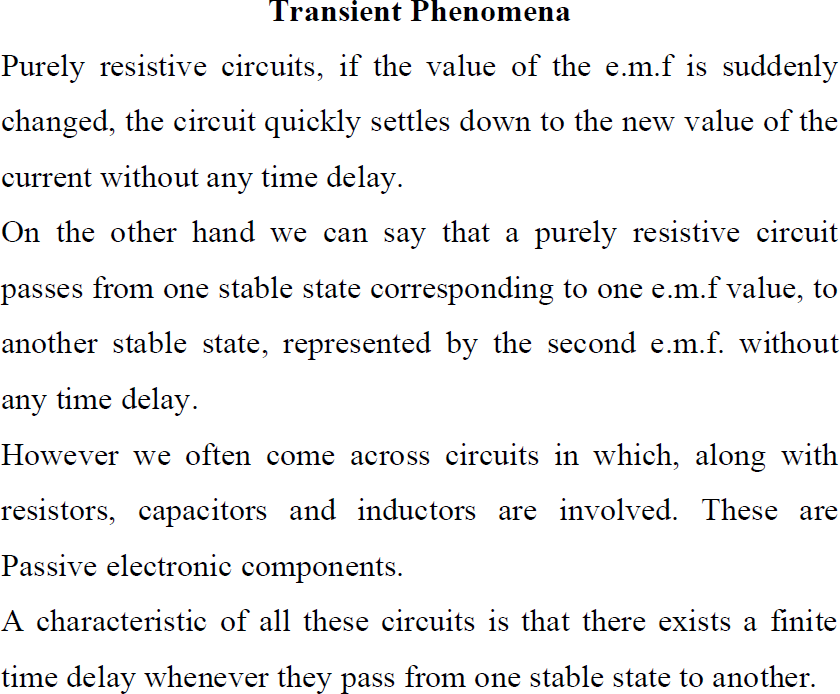 Transient Phenomena
Purely resistive circuits, if the value of the e.m.f is suddenly
changed, the circuit quickly settles down to the new value of the
current without any time delay.
On the other hand we can say that a purely resistive circuit
passes from one stable state corresponding to one e.m.f value, to
another stable state, represented by the second e.m.f. without
any time delay.
However we often come across circuits in which, along with
resistors, capacitors and inductors are involved. These are
Passive electronic components.
A characteristic of all these circuits is that there exists a finite
time delay whenever they pass from one stable state to another.